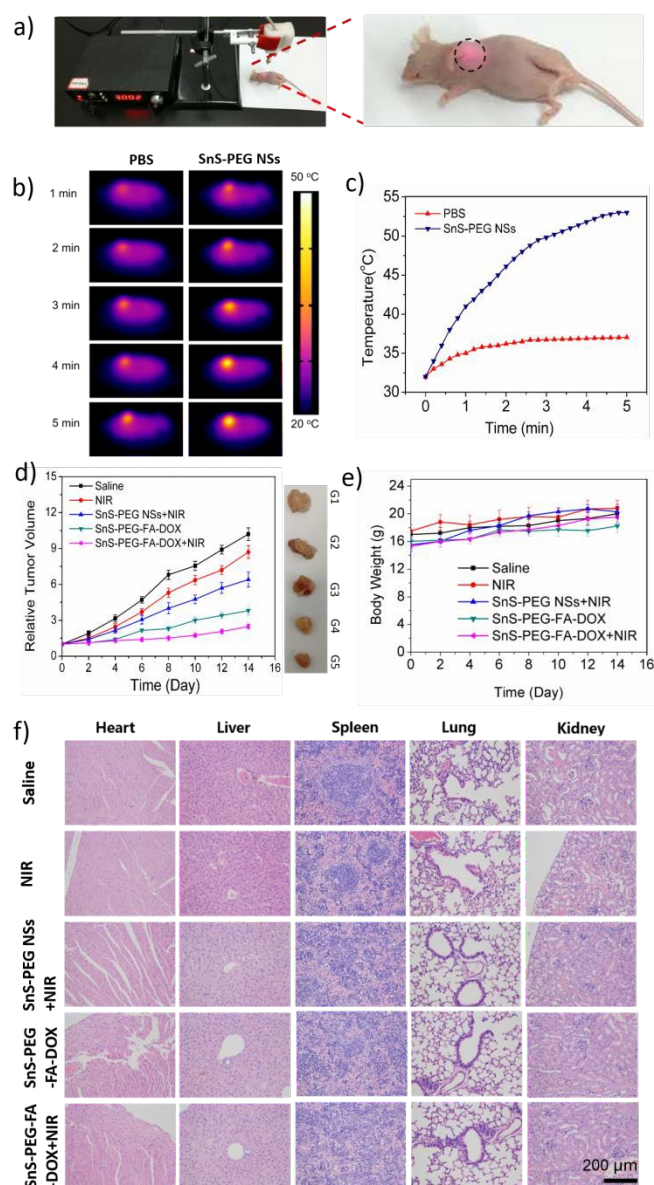 a)
b)
PBS
SnS-PEG NSs
1 min
2 min
3 min
4 min
5 min
50 °C
20 °C
c)
PBS
SnS-PEG NSs
Temperature(°C)
55
50
45
40
35
30
0
1
2
3
4
5
Time (min)
d)
Saline
NIR
SnS-PEG NSs+NIR
SnS-PEG-FA-DOX
SnS-PEG-FA-DOX+NIR
Relative Tumor Volume
15
12
9
6
3
0
0 2 4 6 8 10 12 14 16
Time (Day)
G1
G2
G3
G4
G5
e)
Body Weight (g)
24
20
16
12
8
4
0
Saline
NIR
SnS-PEG NSs+NIR
SnS-PEG-FA-DOX
SnS-PEG-FA-DOX+NIR
0 2 4 6 8 10 12 14 16
Time (Day)
f)
Heart Liver Spleen Lung Kidney
Saline
NIR
SnS-PEG NSs
+NIR
SnS-PEG
-FA-DOX
SnS-PEG-FA
-DOX+NIR
200 μm